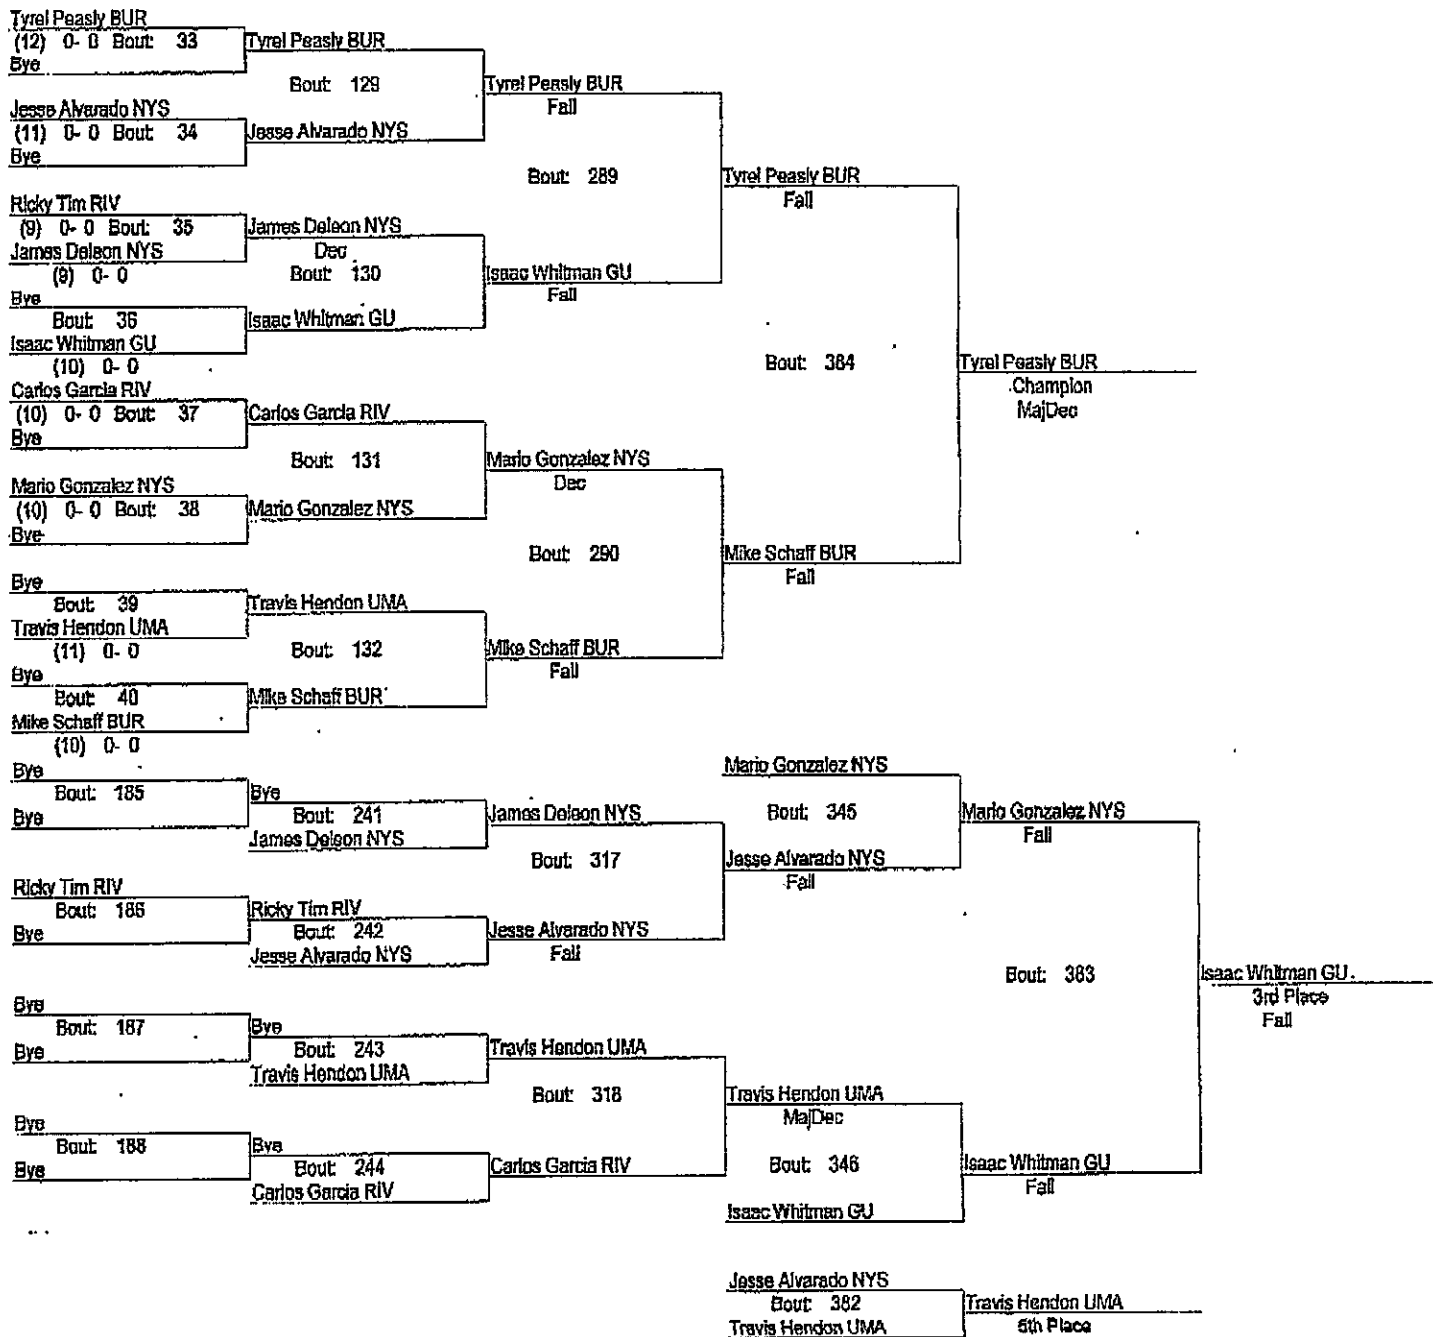 Tyrel Peasly BUR
(12) 0- 0 Bout: 33
Bye
Tyrel Peasly BUR
Bout: 129
Jesse Alvarado NYS
(11) 0- 0 Bout: 34
Bye
Jesse Alvarado NYS
Tyrel Peasly BUR
Fall
Bout: 289
Ricky Tim RIV
(9) 0- 0 Bout: 35
James Deleon NYS
(9) 0- 0
James Deleon NYS
Dec
Bout: 130
Bye
Bout: 36
Isaac Whitman GU
(10) 0- 0
Isaac Whitman GU
Isaac Whitman GU
Fall
Tyrel Peasly BUR
Fall
Bout: 384
Tyrel Peasly BUR
Champion
MajDec
Carlos Garcia RIV
(10) 0- 0 Bout: 37
Bye
Carlos Garcia RIV
Bout: 131
Mario Gonzalez NYS
(10) 0- 0 Bout: 38
Bye
Mario Gonzalez NYS
Mario Gonzalez NYS
Dec
Bout: 290
Bye
Bout: 39
Travis Hendon UMA
(11) 0- 0
Travis Hendon UMA
Bout: 132
Bye
Bout: 40
Mike Schaff BUR
(10) 0- 0
Mike Schaff BUR
Mike Schaff BUR
Fall
Mike Schaff BUR
Fall
Bye
Bout: 185
Bye
Bye
Bout: 241
James Deleon NYS
James Deleon NYS
Bout: 317
Ricky Tim RIV
Bout: 186
Bye
Ricky Tim RIV
Bout: 242
Jesse Alvarado NYS
Jesse Alvarado NYS
Fall
Mario Gonzalez NYS
Bout: 345
Jesse Alvarado NYS
Fall
Mario Gonzalez NYS
Fall
Bout: 383
Isaac Whitman GU
3rd Place
Fall
Bye
Bout: 187
Bye
Bye
Bout: 243
Travis Hendon UMA
Travis Hendon UMA
Bout: 318
Bye
Bout: 188
Bye
Bye
Bout: 244
Carlos Garcia RIV
Carlos Garcia RIV
Travis Hendon UMA
MajDec
Bout: 346
Isaac Whitman GU
Isaac Whitman GU
Fall
Jesse Alvarado NYS
Bout: 382
Travis Hendon UMA
Travis Hendon UMA
5th Place